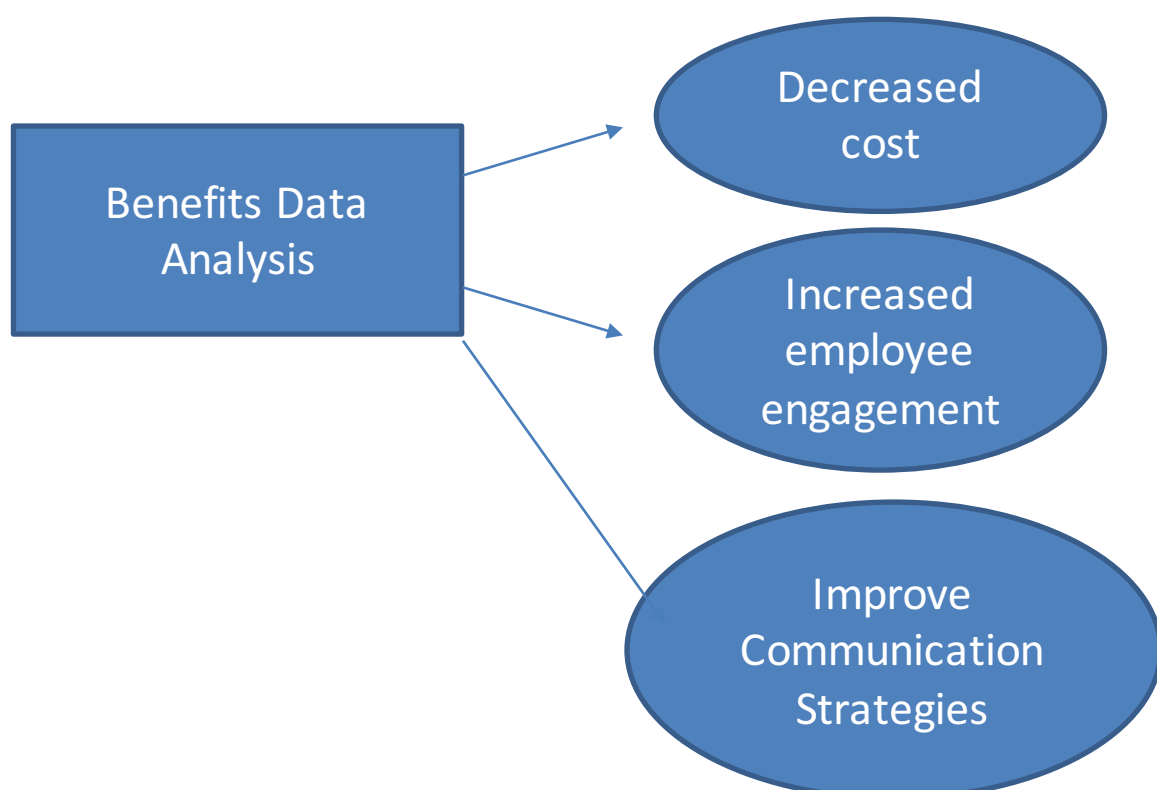 Benefits Data
Analysis
Decreased
cost
Increased
employee
engagement
Improve
Communication
Strategies